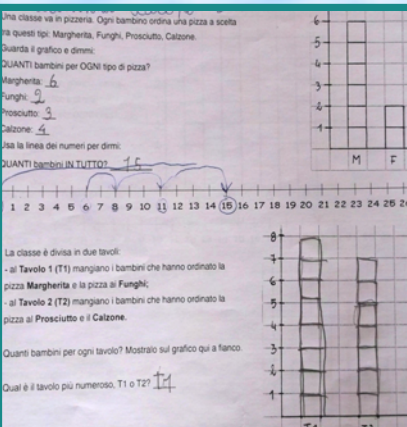 Una classe va in pizzeria. Ogni bambino ordina una pizza a scelta
tra questi tipi: Margherita, Funghi, Prosciutto, Calzone.
Guarda il grafico e dimmi:
QUANTI bambini per OGNI tipo di pizza?
Margherita: 6
Funghi: 2
Prosciutto: 3
Calzone: 4
Usa la linea dei numeri per dirmi:
QUANTI bambini IN TUTTO? 15
6
5
4
3
2
1
M F
1 2 3 4 5 6 7 8 9 10 11 12 13 14 15 16 17 18 19 20 21 22 23 24 25
La classe è divisa in due tavoli:
- al Tavolo 1 (T1) mangiano i bambini che hanno ordinato la
pizza Margherita e la pizza ai Funghi;
- al Tavolo 2 (T2) mangiano i bambini che hanno ordinato la
pizza al Prosciutto e il Calzone.
Quanti bambini per ogni tavolo? Mostralo sul grafico qui a fianco.
Qual è il tavolo più numeroso, T1 o T2? T1
8
7
6
5
4
3
2
1